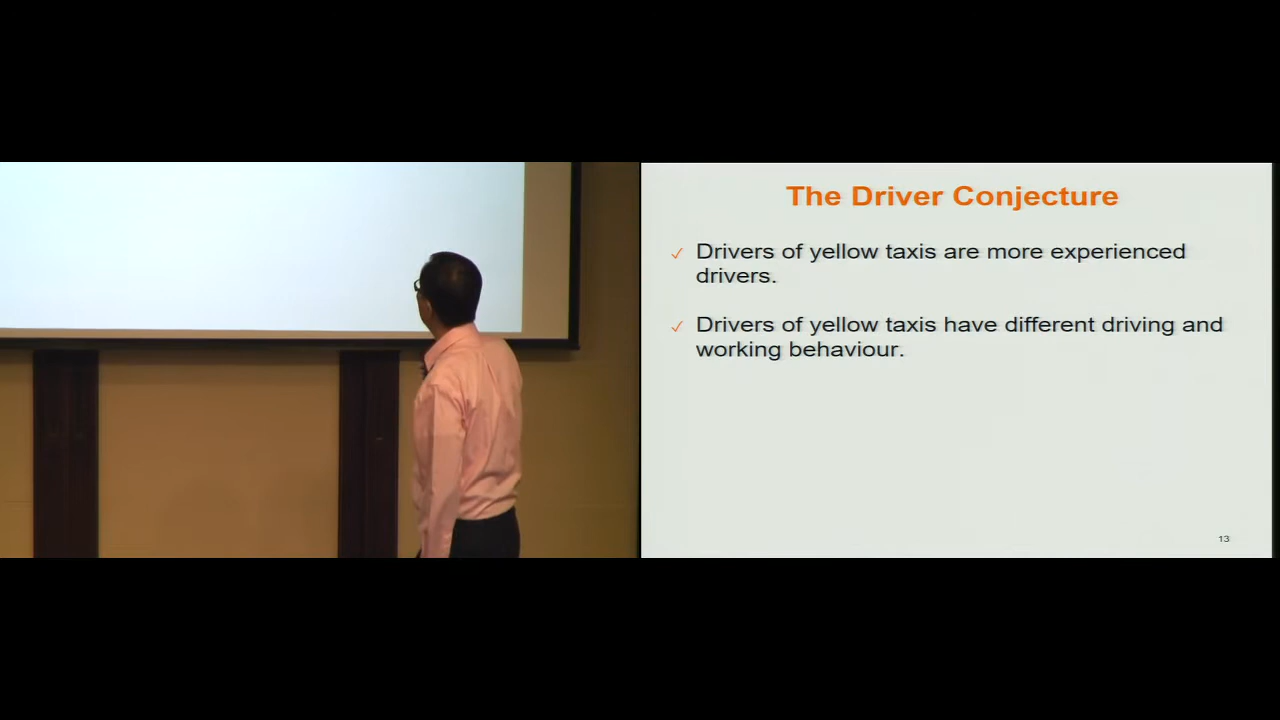 The Driver Conjecture
✓ Drivers of yellow taxis are more experienced
drivers.
✓ Drivers of yellow taxis have different driving and
working behaviour.
13